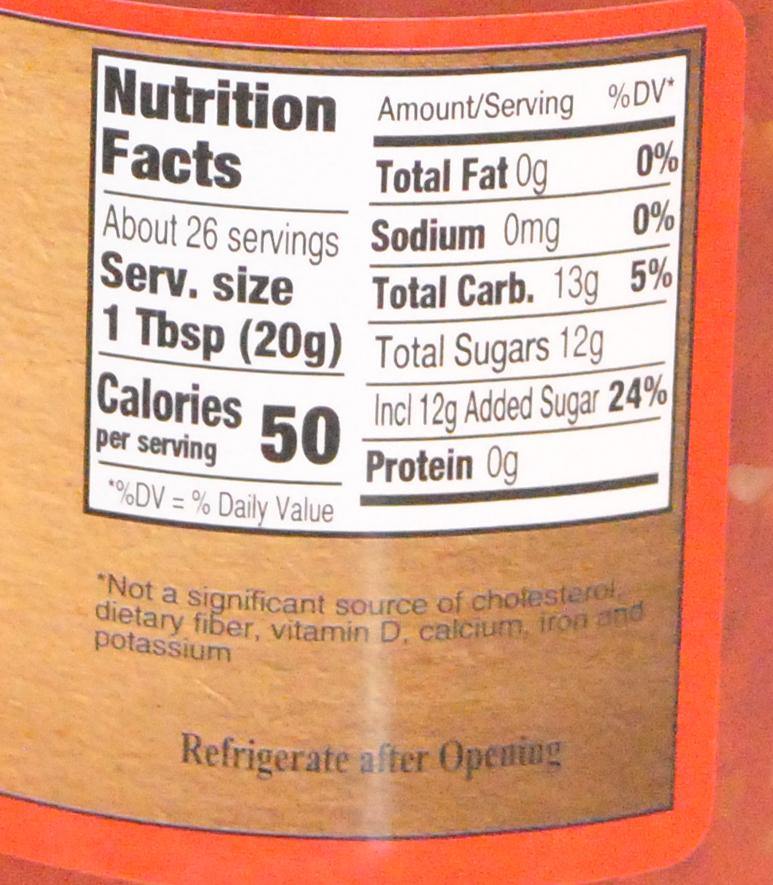 Nutrition
Facts
About 26 servings
Serv. size
1 Tbsp (20g)
Calories 50
per serving
*%DV = % Daily Value
Amount/Serving %DV*
Total Fat 0g 0%
Sodium 0mg 0%
Total Carb. 13g 5%
Total Sugars 12g
Incl 12g Added Sugar 24%
Protein 0g
*Not a significant source of cholesterol,
dietary fiber, vitamin D, calcium, iron and
potassium
Refrigerate after Opening